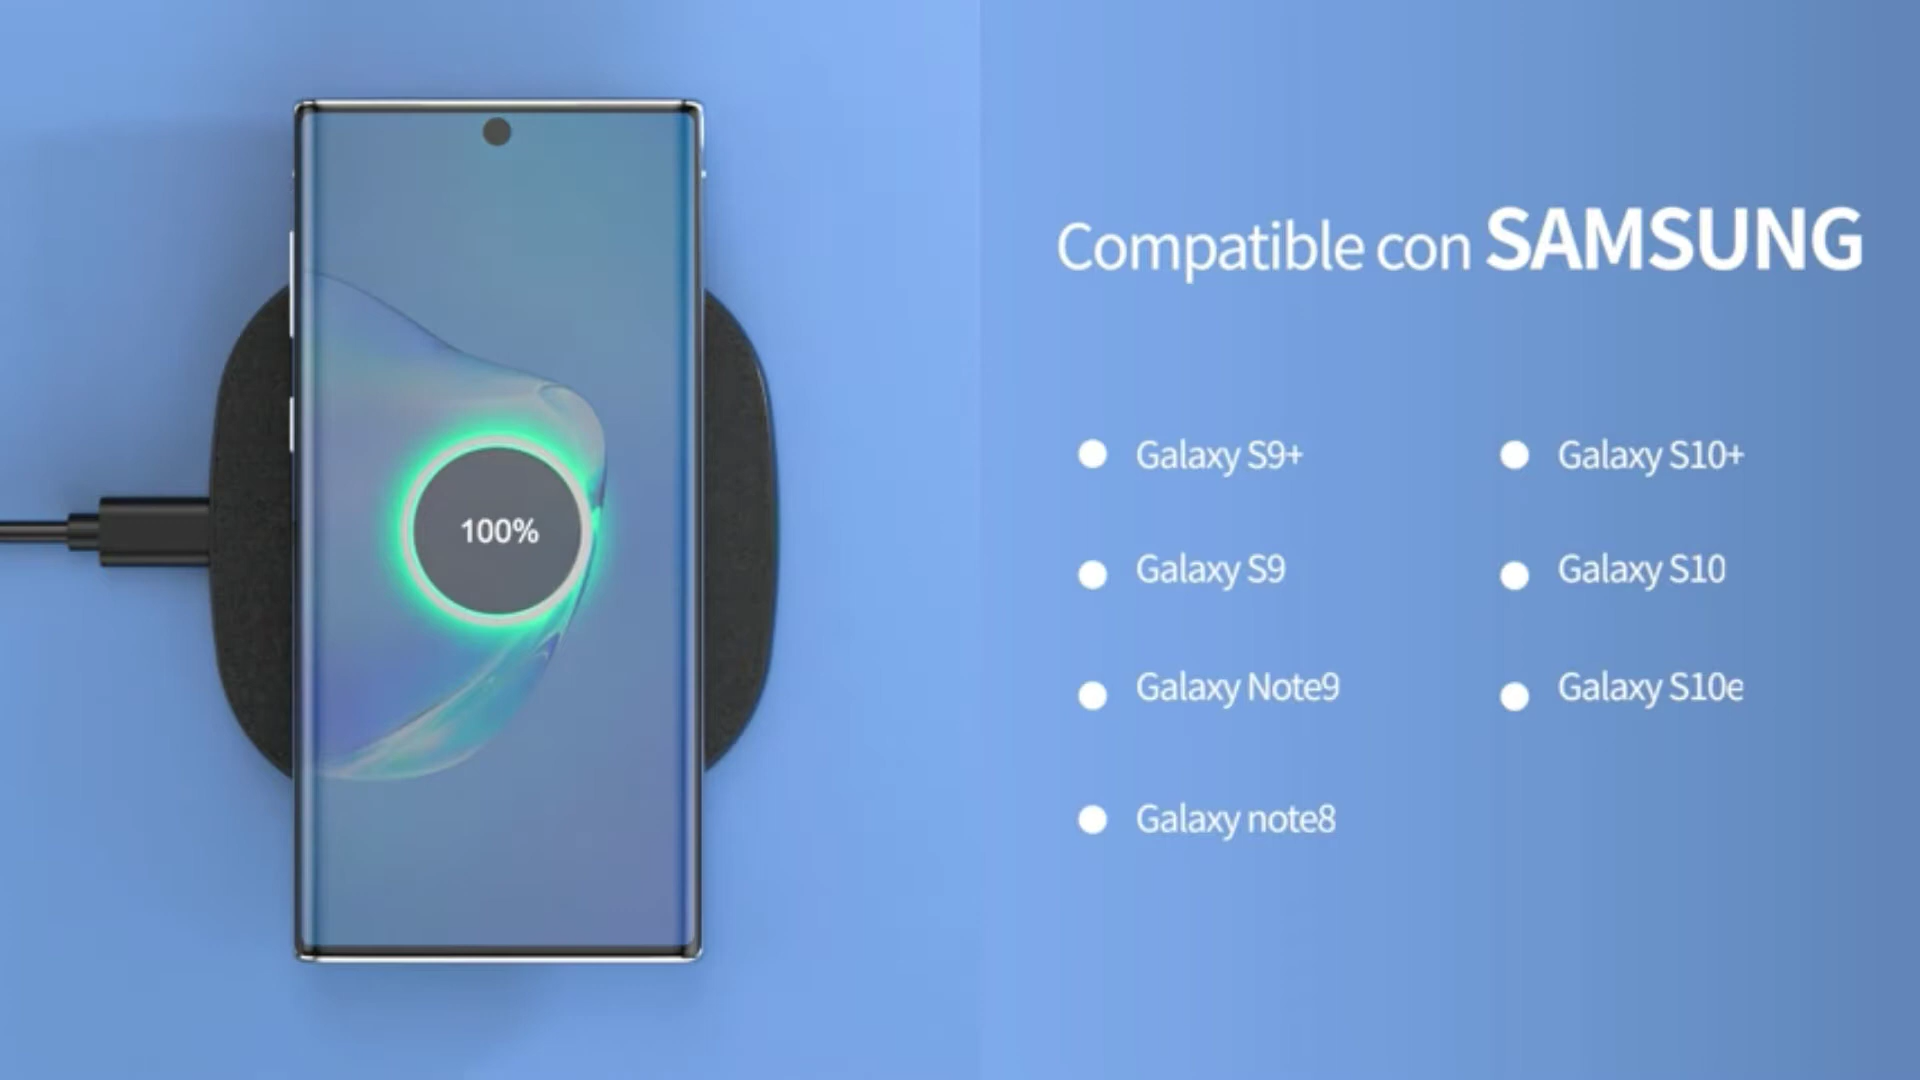 100%
Compatible con SAMSUNG
Galaxy S9+
Galaxy S9
Galaxy Note9
Galaxy note8
Galaxy S10+
Galaxy S10
Galaxy S10e